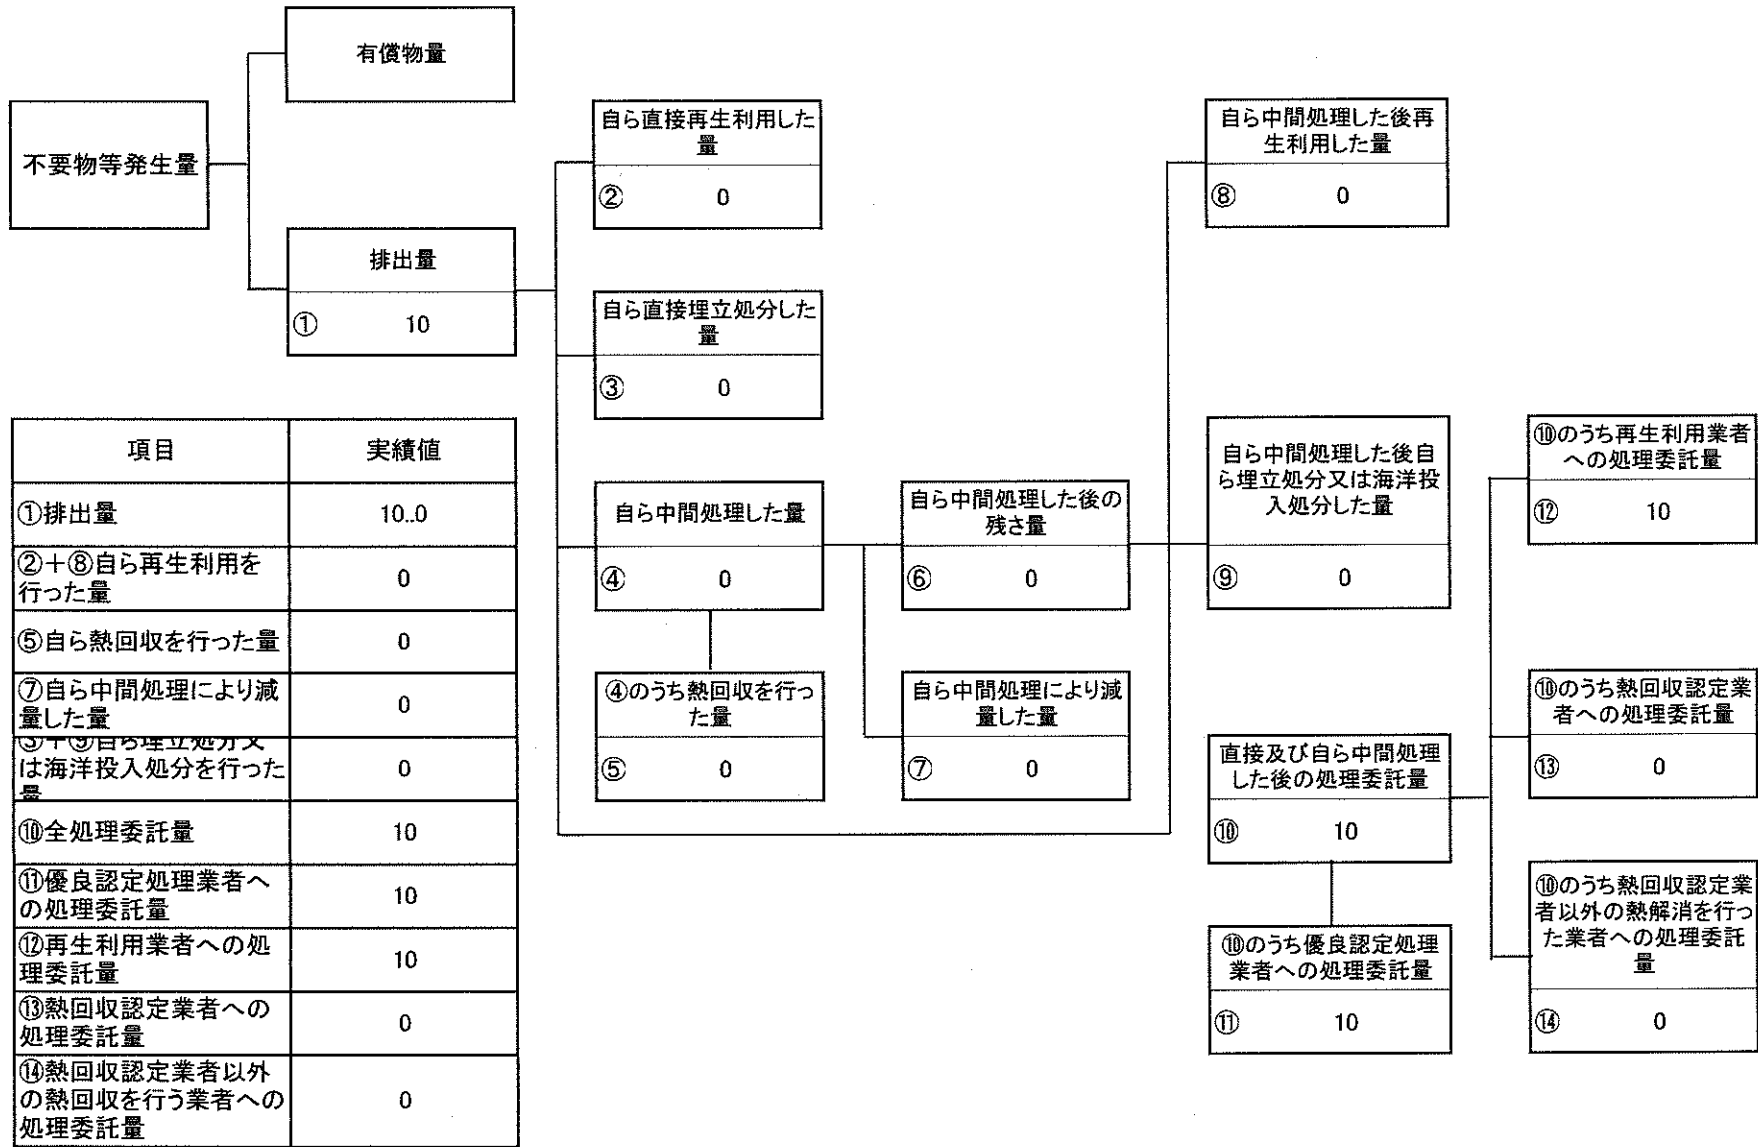 有償物量
不要物等発生量
排出量
① 10
自ら直接再生利用した
量
② 0
自ら直接埋立処分した
量
③ 0
自ら中間処理した量
④ 0
④のうち熱回収を行っ
た量
⑤ 0
自ら中間処理した後の
残さ量
⑥ 0
自ら中間処理により減
量した量
⑦ 0
自ら中間処理した後再
生利用した量
⑧ 0
自ら中間処理した後自
ら埋立処分又は海洋投
入処分した量
⑨ 0
直接及び自ら中間処理
した後の処理委託量
⑩ 10
⑩のうち優良認定処理
業者への処理委託量
⑪ 10
⑩のうち再生利用業者
への処理委託量
⑫ 10
⑩のうち熱回収認定業
者への処理委託量
⑬ 0
⑩のうち熱回収認定業
者以外の熱解消を行っ
た業者への処理委託
量
⑭ 0
項目 実績値
①排出量 10..0
②+⑧自ら再生利用を
行った量 0
⑤自ら熱回収を行った量 0
⑦自ら中間処理により減
量した量 0
③+⑨自ら埋立処分又
は海洋投入処分を行った
量 0
⑩全処理委託量 10
⑪優良認定処理業者へ
の処理委託量 10
⑫再生利用業者への処
理委託量 10
⑬熱回収認定業者への
処理委託量 0
⑭熱回収認定業者以外
の熱回収を行う業者への
処理委託量 0